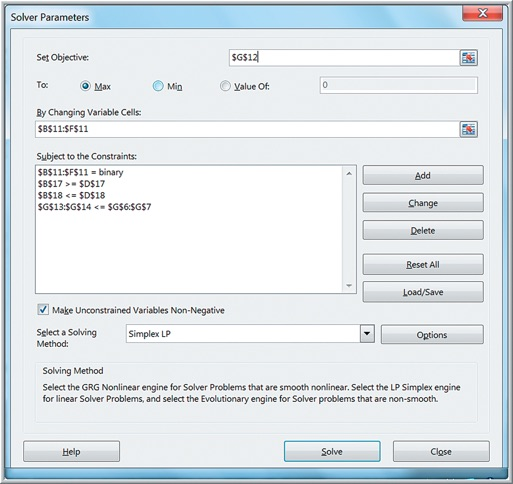 Solver Parameters
Set Objective: $G$12
To: Max Min Value Of: 0
By Changing Variable Cells:
$B$11:$F$11
Subject to the Constraints:
$B$11:$F$11 = binary
$B$17 >= $D$17
$B$18 <= $D$18
$G$13:$G$14 <= $G$6:$G$7
Add
Change
Delete
Reset All
Load/Save
Make Unconstrained Variables Non-Negative
Select a Solving
Method:
Simplex LP
Options
Solving Method
Select the GRG Nonlinear engine for Solver Problems that are smooth nonlinear. Select the LP Simplex engine
for linear Solver Problems, and select the Evolutionary engine for Solver problems that are non-smooth.
Help
Solve
Close